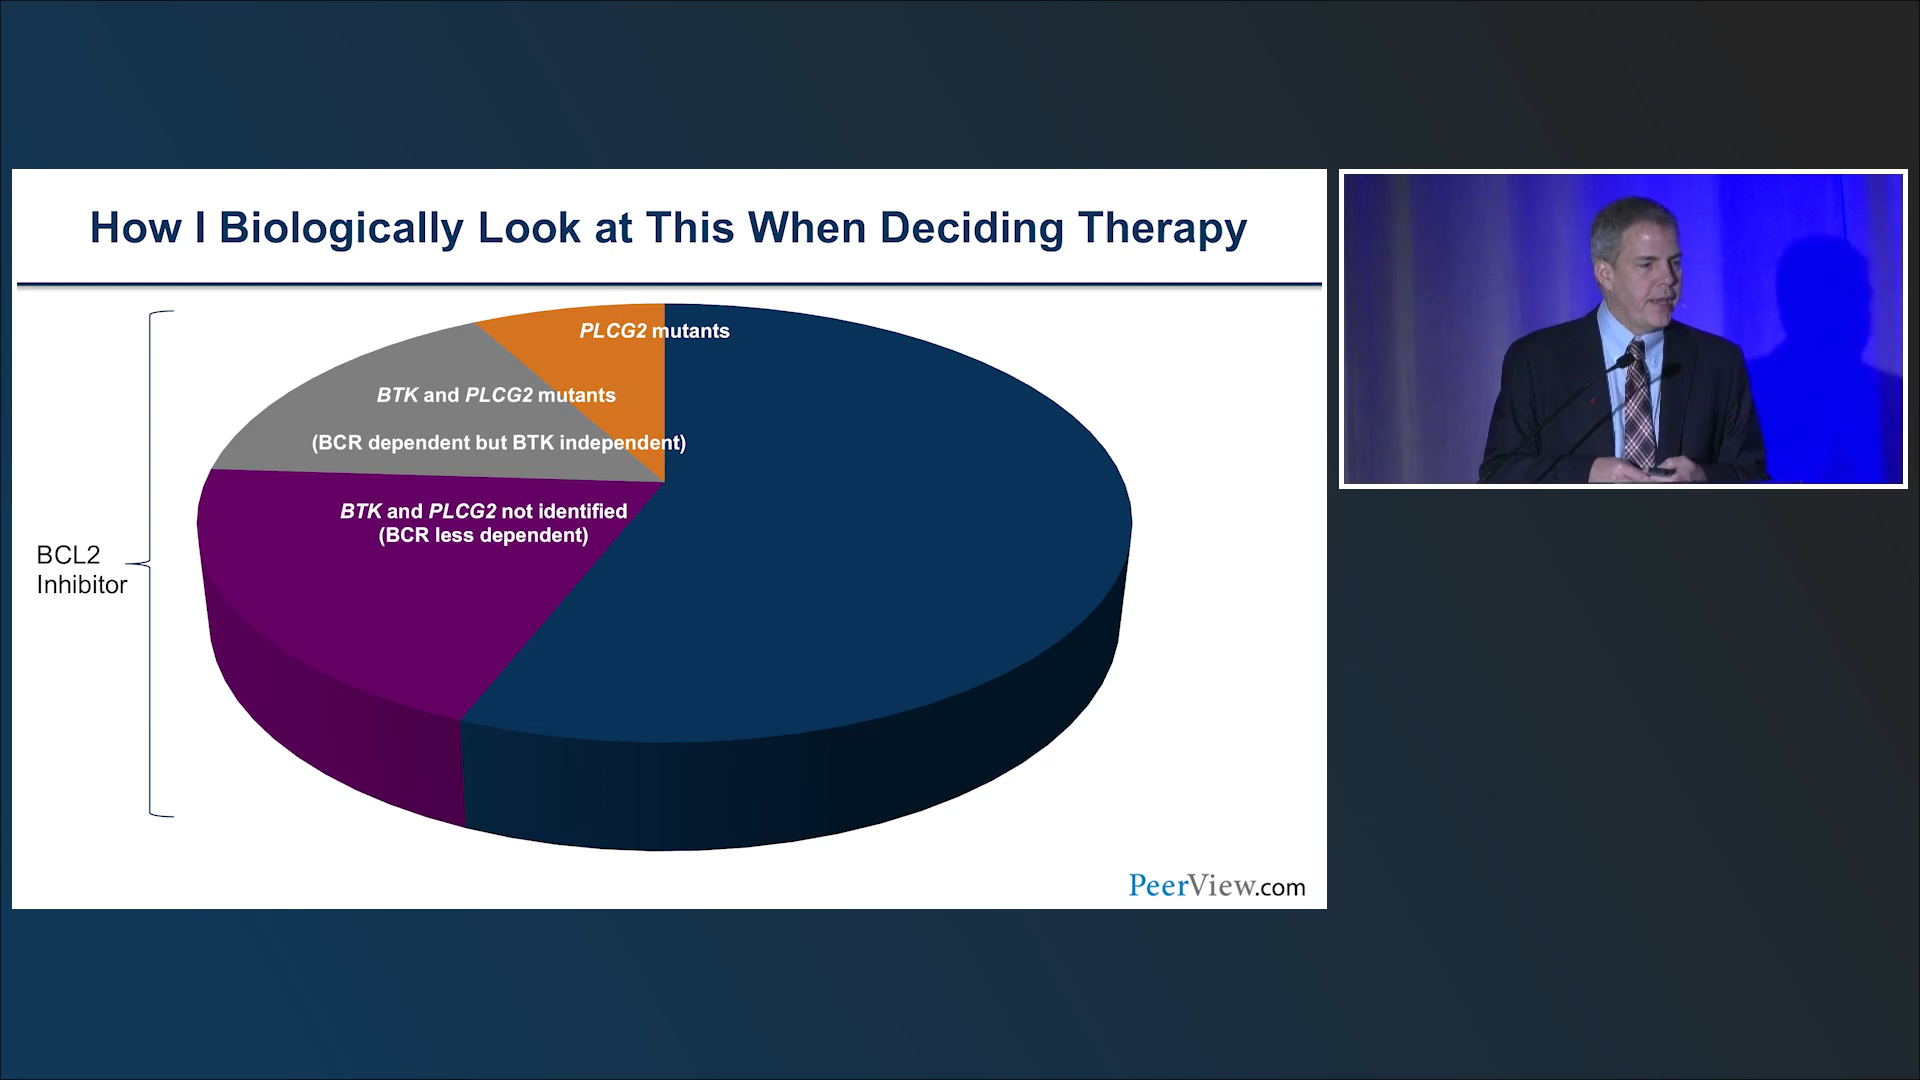 How I Biologically Look at This When Deciding Therapy
PLCG2 mutants
BTK and PLCG2 mutants
(BCR dependent but BTK independent)
BTK and PLCG2 not identified
(BCR less dependent)
BCL2
Inhibitor
PeerView.com